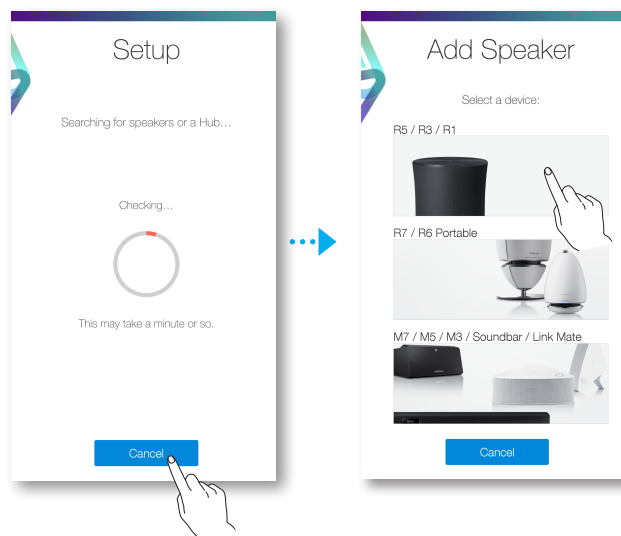 Setup
Searching for speakers or a Hub…
Checking…
This may take a minute or so.
Cancel
Add Speaker
Select a device:
R5 / R3 / R1
R7 / R6 Portable
M7 / M5 / M3 / Soundbar / Link Mate
Cancel